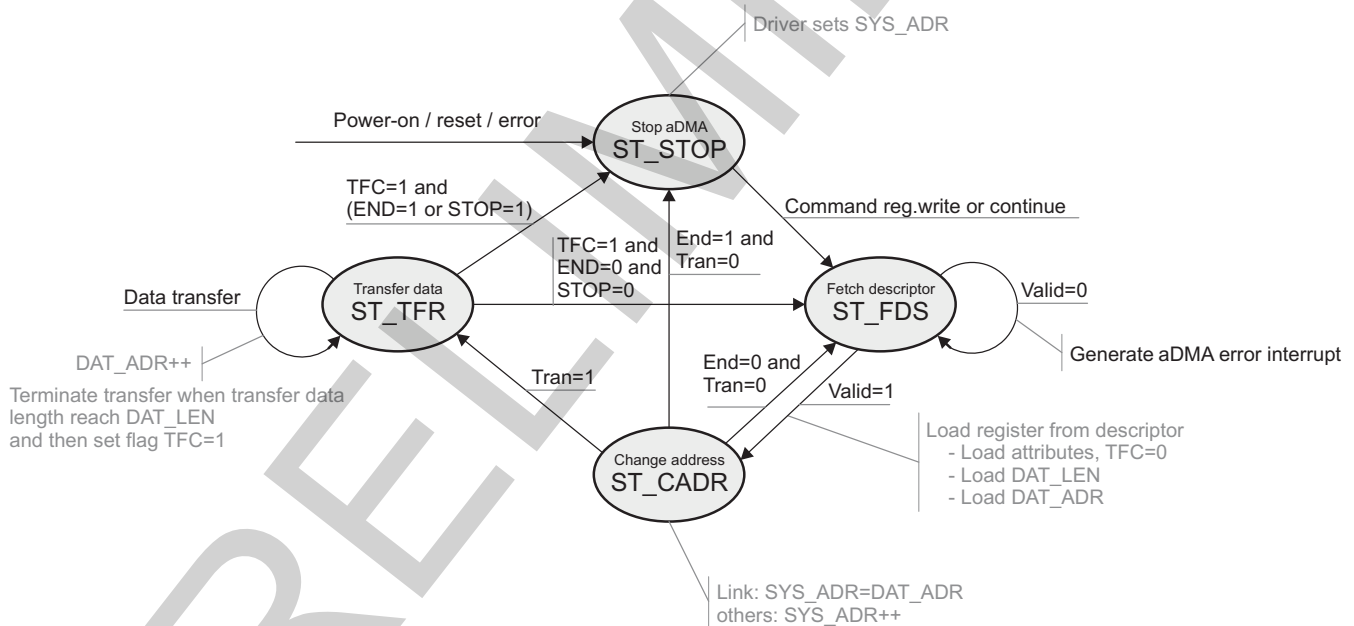 Driver sets SYS_ADR
Power-on / reset / error
Stop aDMA
ST_STOP
TFC=1 and
(END=1 or STOP=1)
Command reg.write or continue
TFC=1 and
END=0 and
STOP=0
End=1 and
Tran=0
Data transfer
Transfer data
ST_TFR
Fetch descriptor
ST_FDS
Valid=0
DAT_ADR++
Terminate transfer when transfer data
length reach DAT_LEN
and then set flag TFC=1
Generate aDMA error interrupt
Tran=1
End=0 and
Tran=0
Valid=1
Load register from descriptor
- Load attributes, TFC=0
- Load DAT_LEN
- Load DAT_ADR
Change address
ST_CADR
Link: SYS_ADR=DAT_ADR
others: SYS_ADR++
RELIM